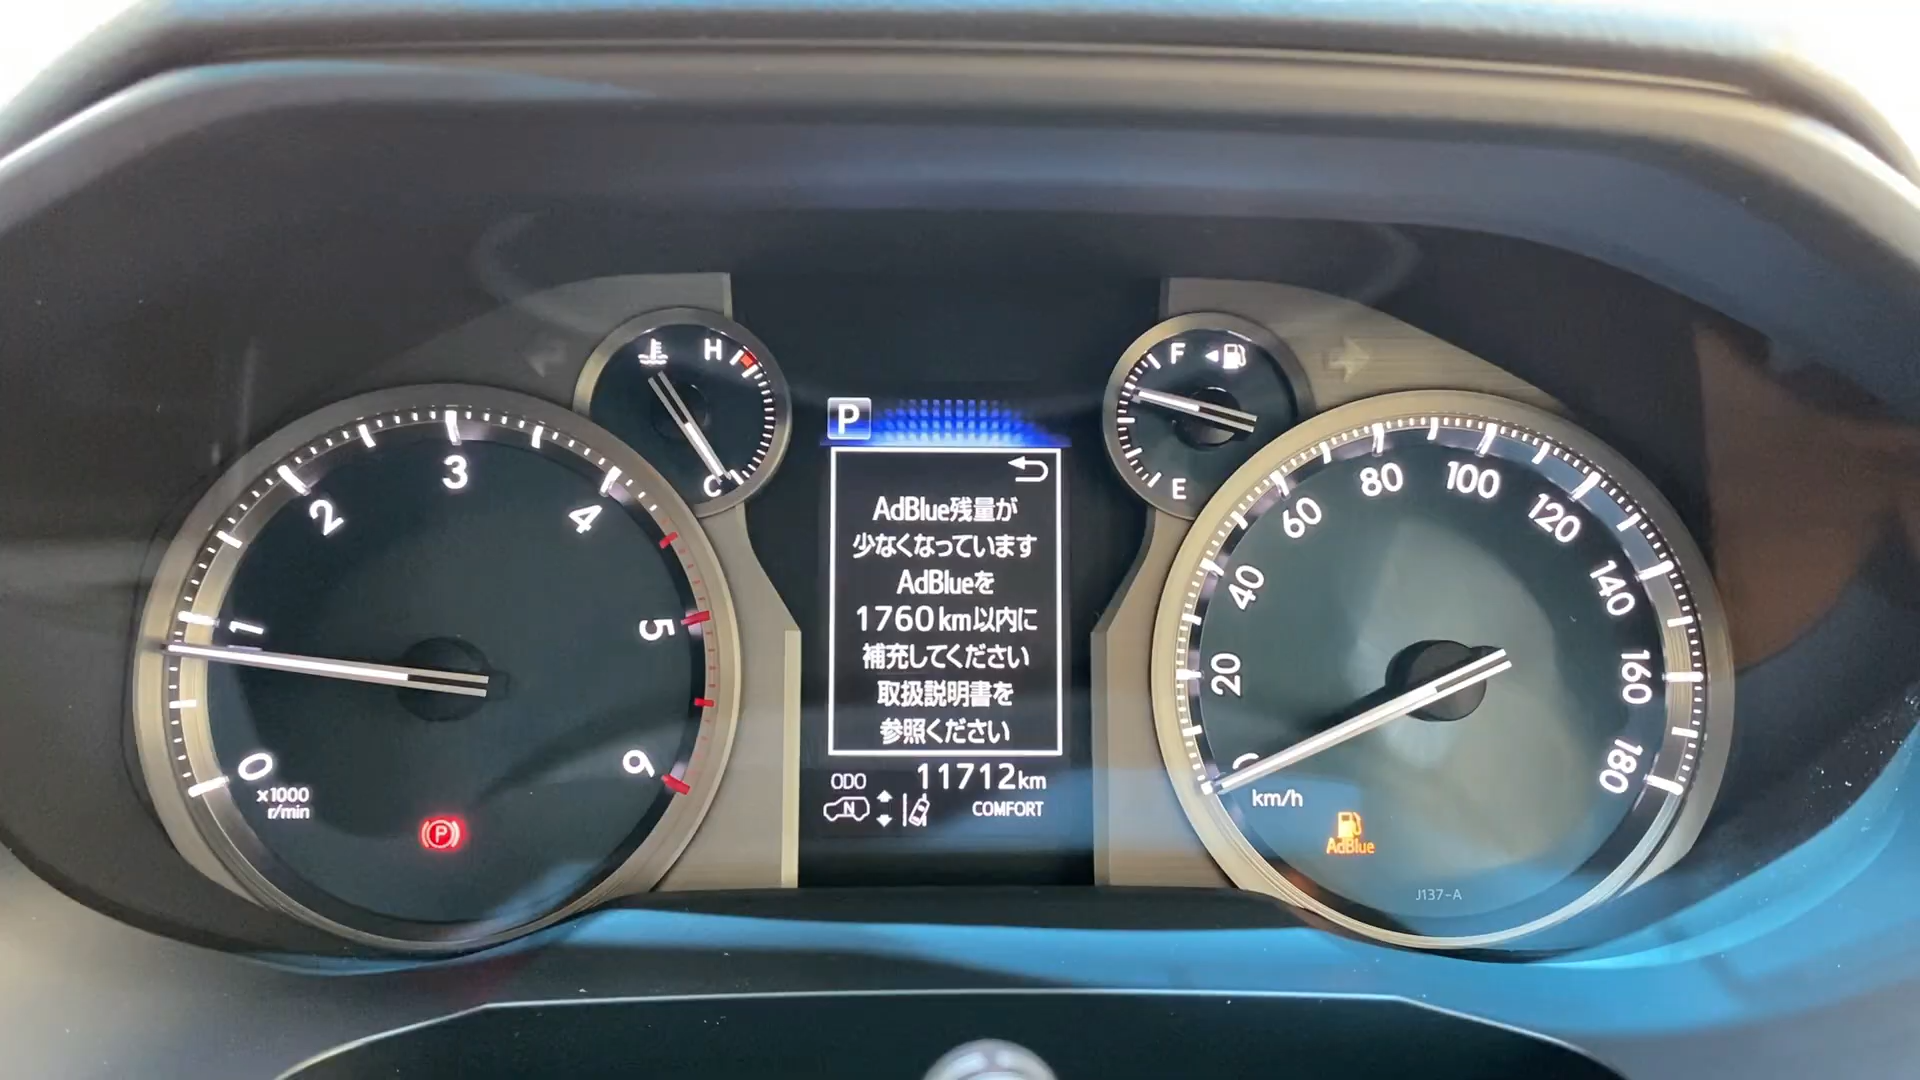 H
C
F
E
P
AdBlue残量が
少なくなっています
AdBlueを
1760km以内に
補充してください
取扱説明書を
参照ください
ODO 11712km
N
COMFORT
0
1
2
3
4
5
6
x1000
r/min
P
20
40
60
80
100
120
140
160
180
km/h
AdBlue
J137-A